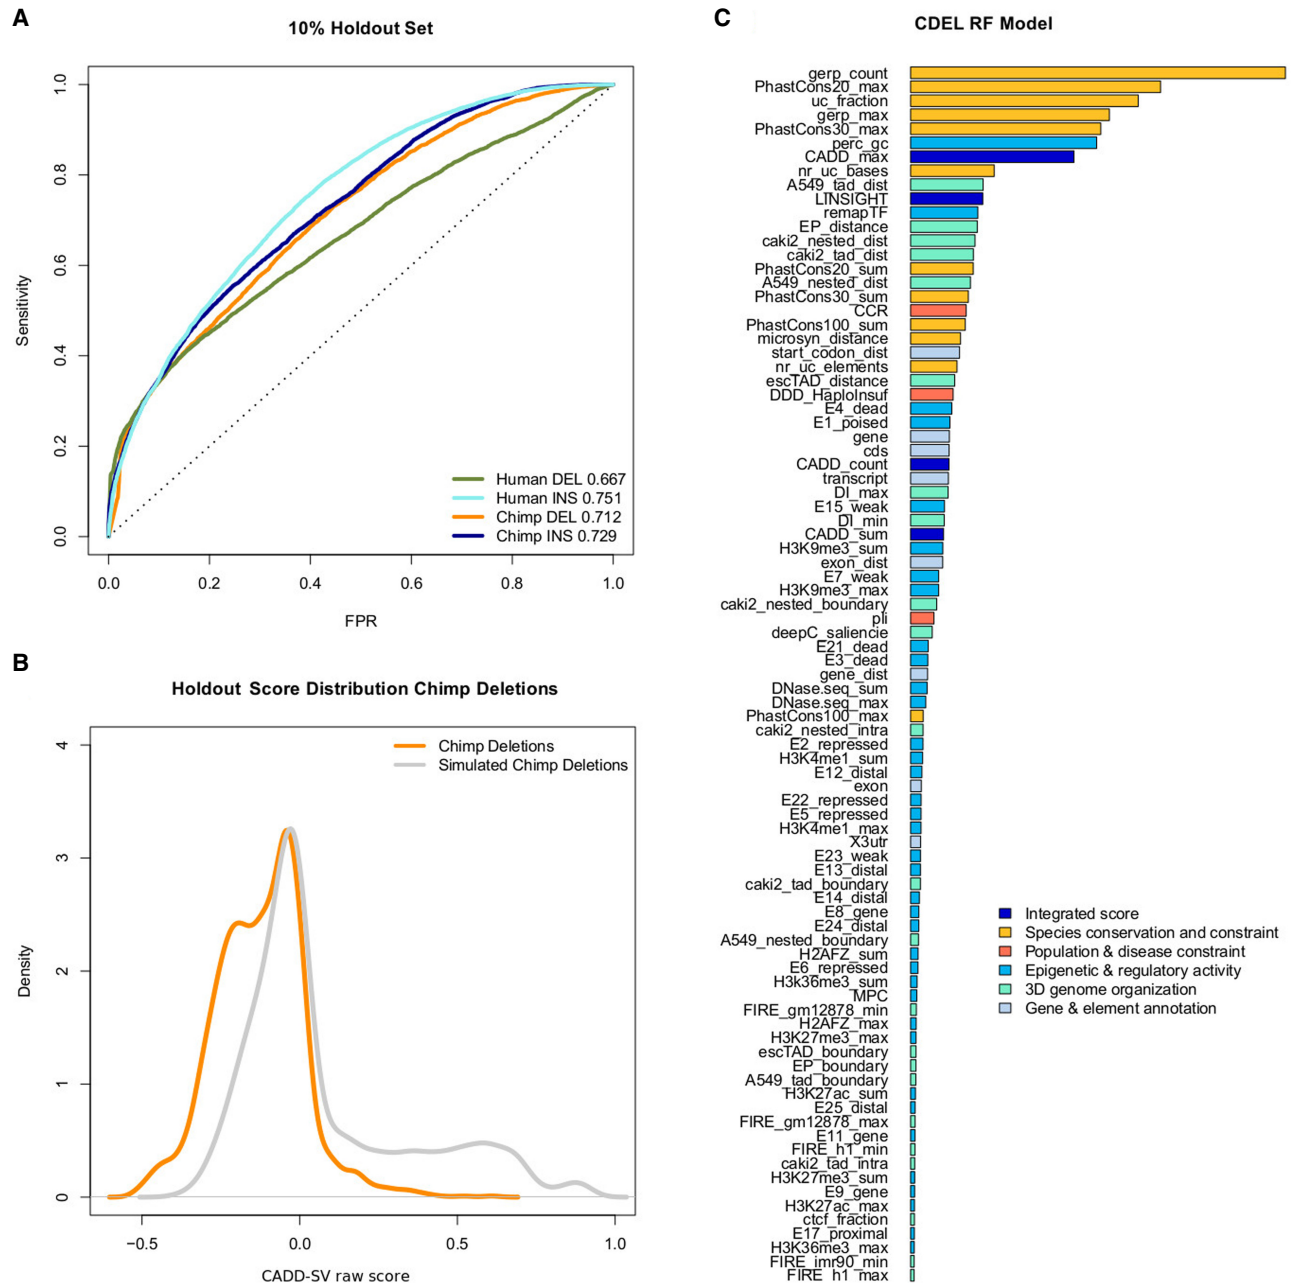 A
10% Holdout Set
1.0
0.8
0.6
0.4
0.2
0.0
Sensitivity
Human DEL 0.667
Human INS 0.751
Chimp DEL 0.712
Chimp INS 0.729
0.0 0.2 0.4 0.6 0.8 1.0
FPR
B
Holdout Score Distribution Chimp Deletions
4
3
2
1
0
Density
Chimp Deletions
Simulated Chimp Deletions
−0.5 0.0 0.5 1.0
CADD-SV raw score
C
CDEL RF Model
gerp_count
PhastCons20_max
uc_fraction
gerp_max
PhastCons30_max
perc_gc
CADD_max
nr_uc_bases
A549_tad_dist
LINSIGHT
remapTF
EP_distance
caki2_nested_dist
caki2_tad_dist
PhastCons20_sum
A549_nested_dist
PhastCons30_sum
CCR
PhastCons100_sum
microsyn_distance
start_codon_dist
nr_uc_elements
escTAD_distance
DDD_HaploInsuf
E4_dead
E1_poised
gene
cds
CADD_count
transcript
DI_max
E15_weak
DI_min
CADD_sum
H3K9me3_sum
exon_dist
E7_weak
H3K9me3_max
caki2_nested_boundary
pli
deepC_saliencie
E21_dead
E3_dead
gene_dist
DNase.seq_sum
DNase.seq_max
PhastCons100_max
caki2_nested_intra
E2_repressed
H3K4me1_sum
E12_distal
exon
E22_repressed
E5_repressed
H3K4me1_max
X3utr
E23_weak
E13_distal
caki2_tad_boundary
E14_distal
E8_gene
E24_distal
A549_nested_boundary
H2AFZ_sum
E6_repressed
H3k36me3_sum
MPC
FIRE_gm12878_min
H2AFZ_max
H3K27me3_max
escTAD_boundary
EP_boundary
A549_tad_boundary
H3K27ac_sum
E25_distal
FIRE_gm12878_max
E11_gene
FIRE_h1_min
caki2_tad_intra
H3K27me3_sum
E9_gene
H3K27ac_max
ctcf_fraction
E17_proximal
H3K36me3_max
FIRE_imr90_min
FIRE_h1_max
Integrated score
Species conservation and constraint
Population & disease constraint
Epigenetic & regulatory activity
3D genome organization
Gene & element annotation